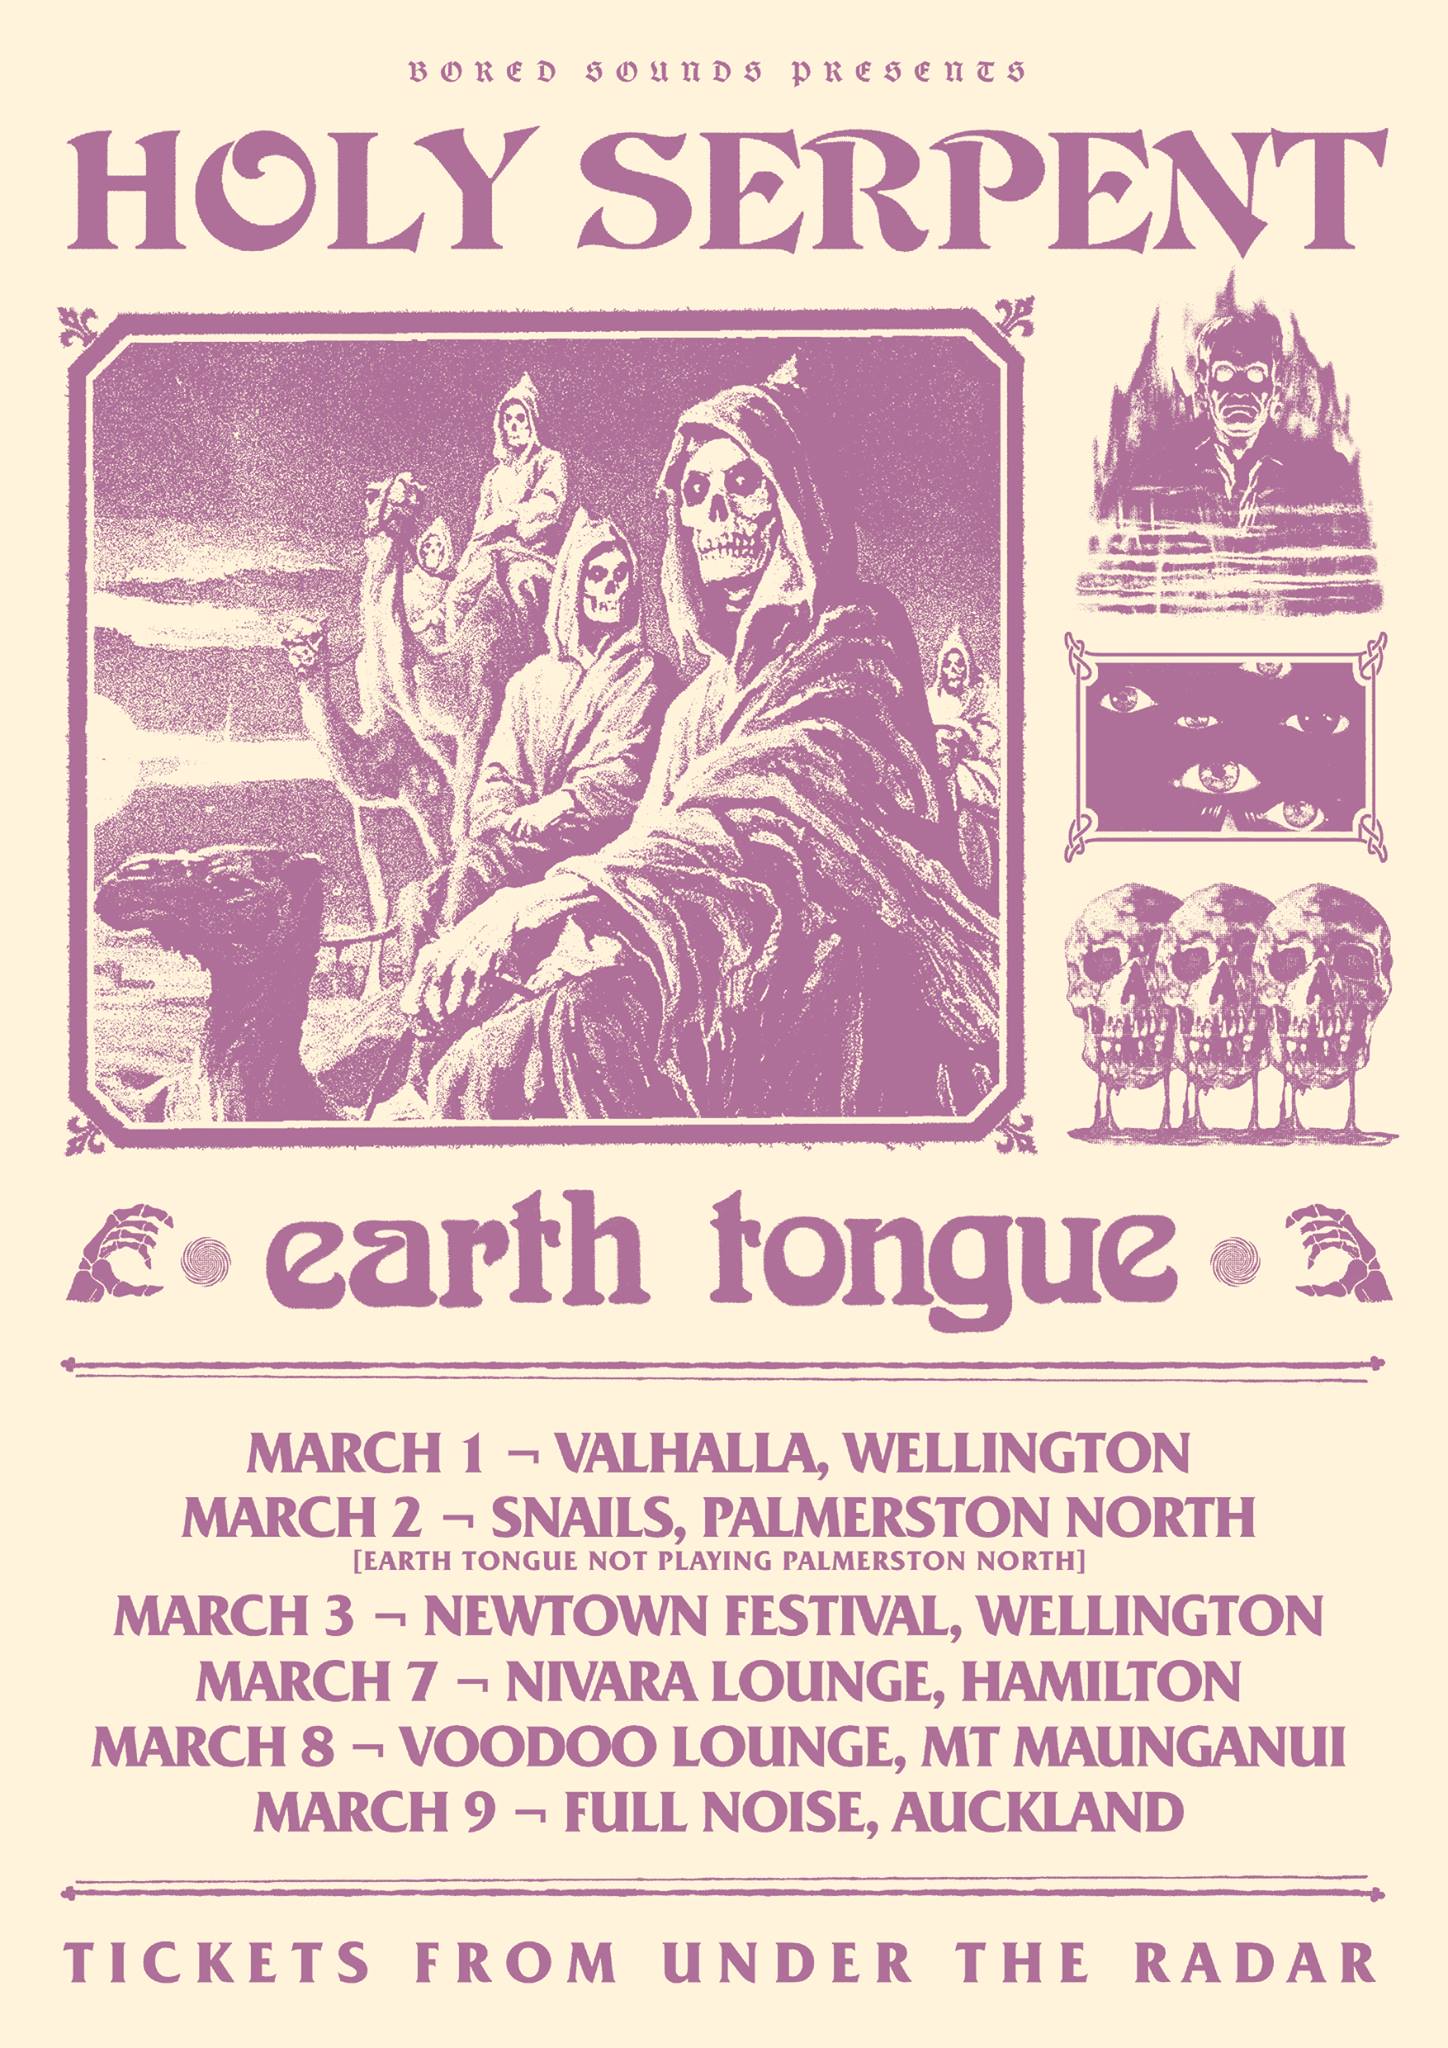 BORED SOUNDS PRESENTS
HOLY SERPENT
earth tongue
MARCH 1 ¬ VALHALLA, WELLINGTON
MARCH 2 ¬ SNAILS, PALMERSTON NORTH
[EARTH TONGUE NOT PLAYING PALMERSTON NORTH]
MARCH 3 ¬ NEWTOWN FESTIVAL, WELLINGTON
MARCH 7 ¬ NIVARA LOUNGE, HAMILTON
MARCH 8 ¬ VOODOO LOUNGE, MT MAUNGANUI
MARCH 9 ¬ FULL NOISE, AUCKLAND
TICKETS FROM UNDER THE RADAR